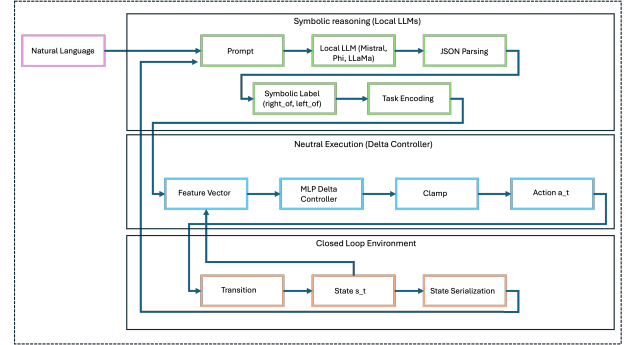 Symbolic reasoning (Local LLMs)
Natural Language
Prompt
Local LLM (Mistral,
Phi, LLaMa)
JSON Parsing
Symbolic Label
(right_of, left_of)
Task Encoding
Neutral Execution (Delta Controller)
Feature Vector
MLP Delta
Controller
Clamp
Action a_t
Closed Loop Environment
Transition
State s_t
State Serialization